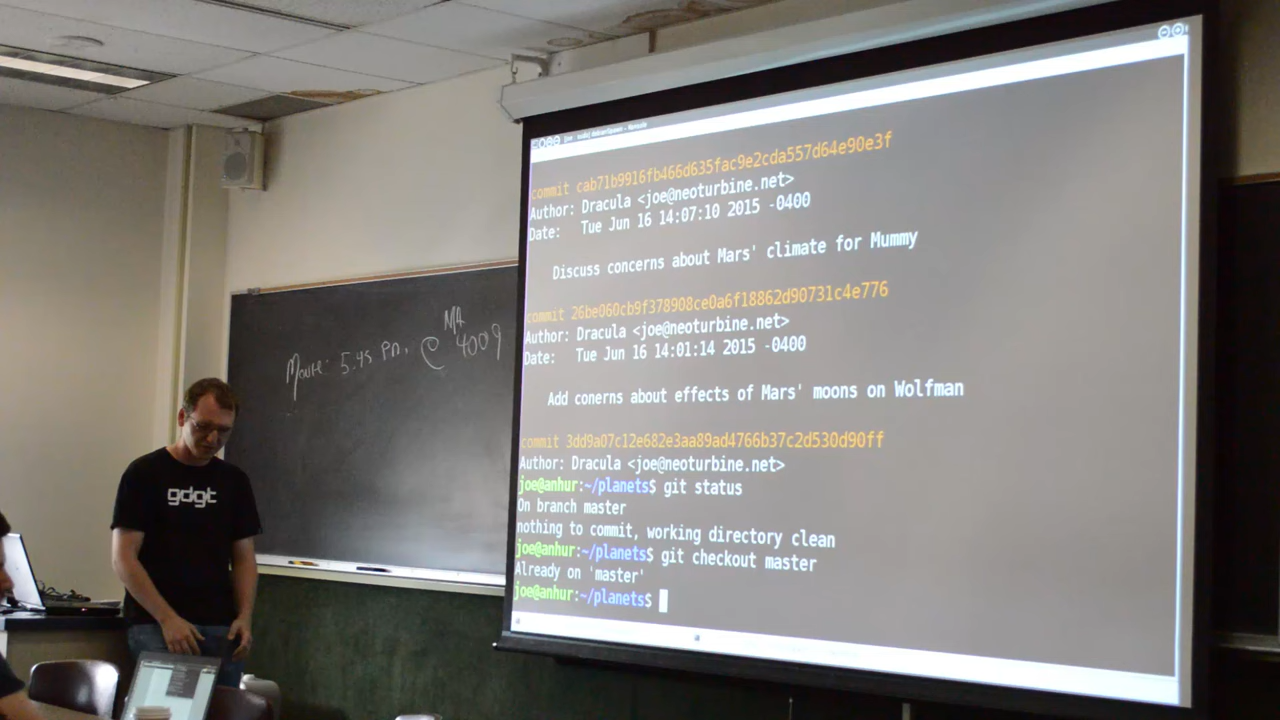 commit cab71b9916fb466d635fac9e2cda557d64e90e3f
Author: Dracula <joe@neoturbine.net>
Date: Tue Jun 16 14:07:10 2015 -0400
Discuss concerns about Mars' climate for Mummy
commit 26be060cb9f378908ce0a6f18862d90731c4e776
Author: Dracula <joe@neoturbine.net>
Date: Tue Jun 16 14:01:14 2015 -0400
Add conerns about effects of Mars' moons on Wolfman
commit 3dd9a07c12e682e3aa89ad4766b37c2d530d90ff
Author: Dracula <joe@neoturbine.net>
joe@anhur:~/planets$ git status
On branch master
nothing to commit, working directory clean
joe@anhur:~/planets$ git checkout master
Already on 'master'
joe@anhur:~/planets$
5.45 PM, @ 4009
gdgt